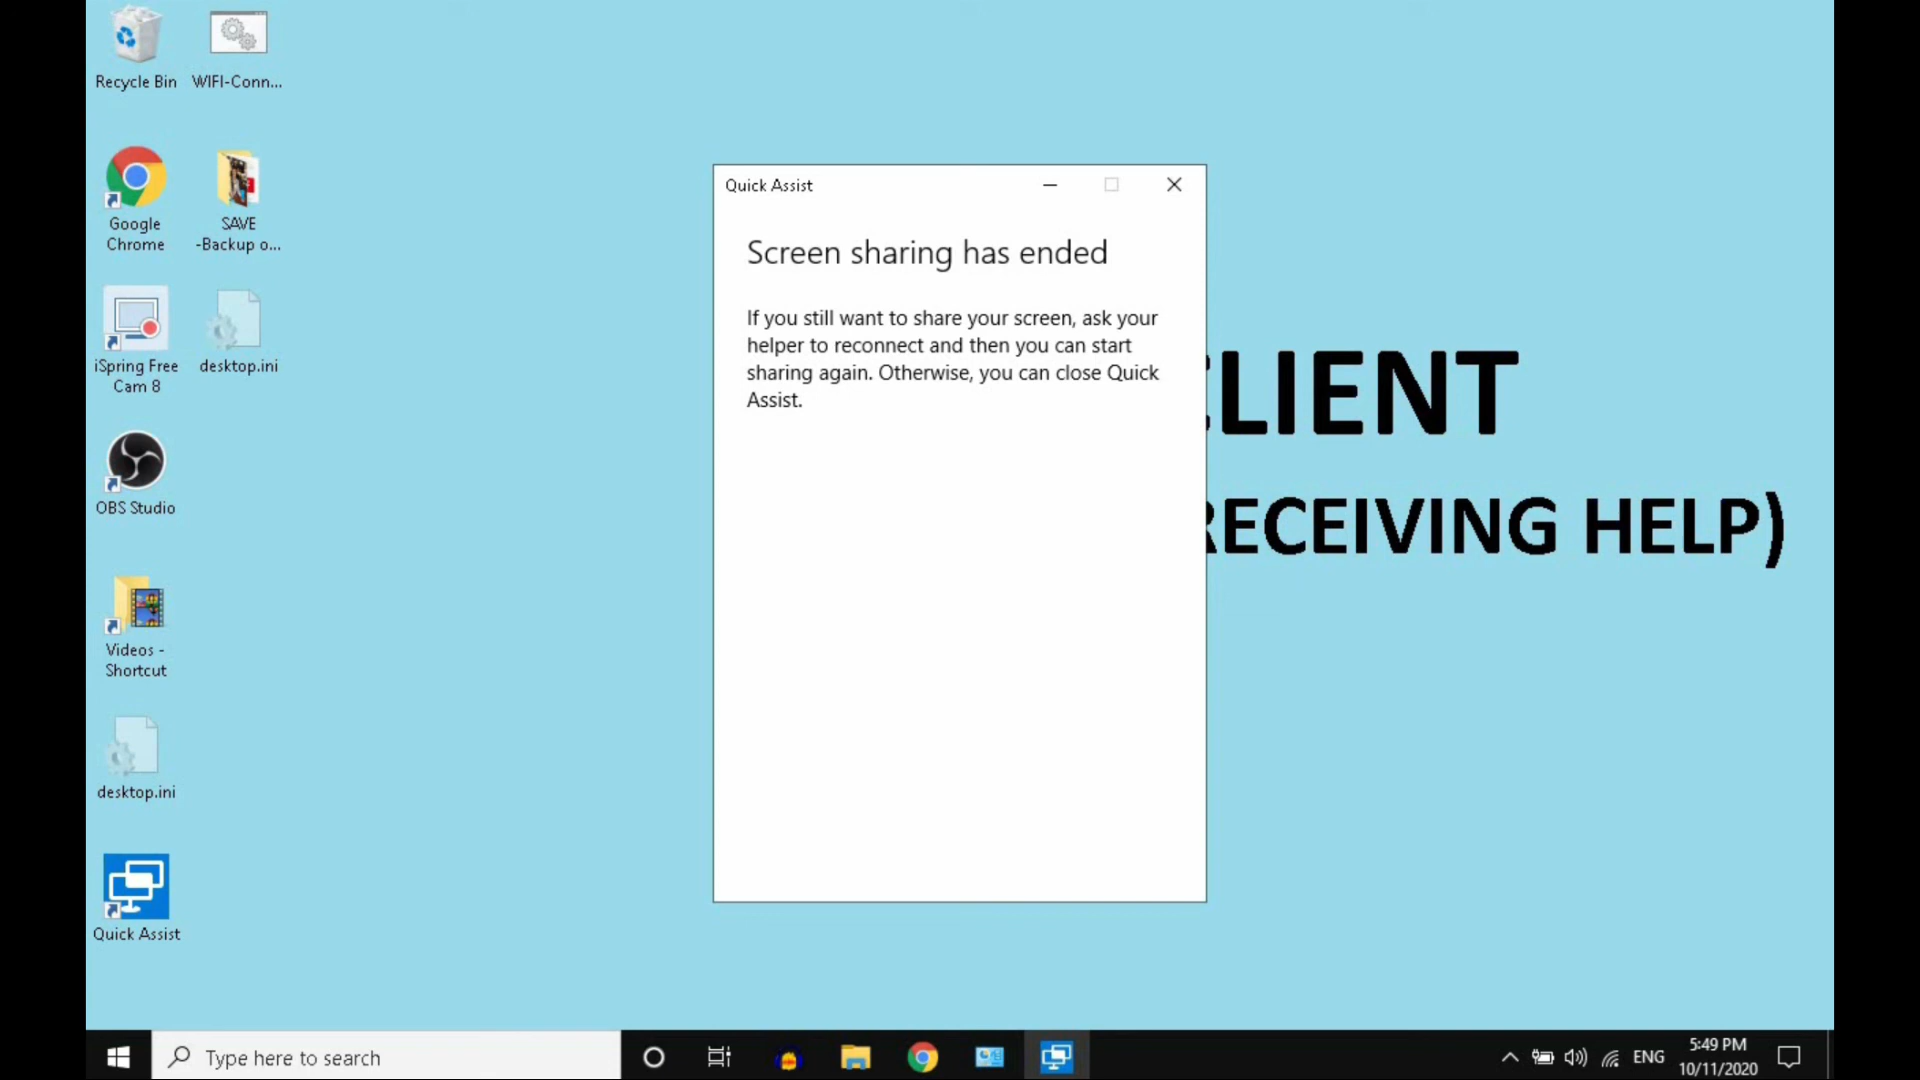 Recycle Bin
WIFI-Conn...
Google
Chrome
SAVE
-Backup o...
iSpring Free
Cam 8
desktop.ini
OBS Studio
Videos -
Shortcut
desktop.ini
Quick Assist
Quick Assist
Screen sharing has ended
If you still want to share your screen, ask your
helper to reconnect and then you can start
sharing again. Otherwise, you can close Quick
Assist.
CLIENT
RECEIVING HELP)
Type here to search
ENG
5:49 PM
10/11/2020